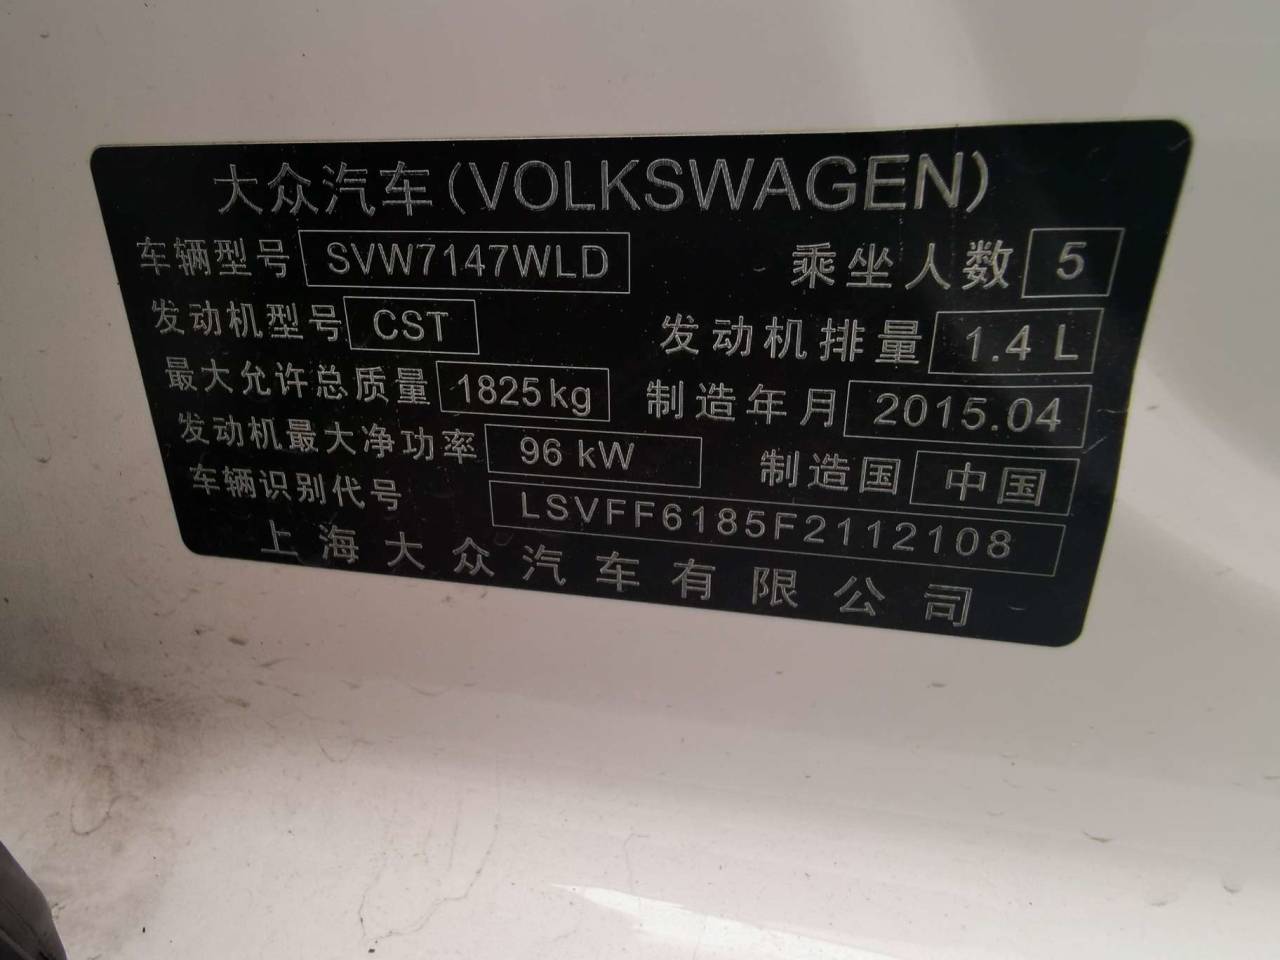 大众汽车(VOLKSWAGEN)
车辆型号 SVW7147WLD 乘坐人数 5
发动机型号 CST 发动机排量 1.4 L
最大允许总质量 1825kg 制造年月 2015.04
发动机最大净功率 96 kW 制造国 中国
车辆识别代号 LSVFF6185F2112108
上海大众汽车有限公司